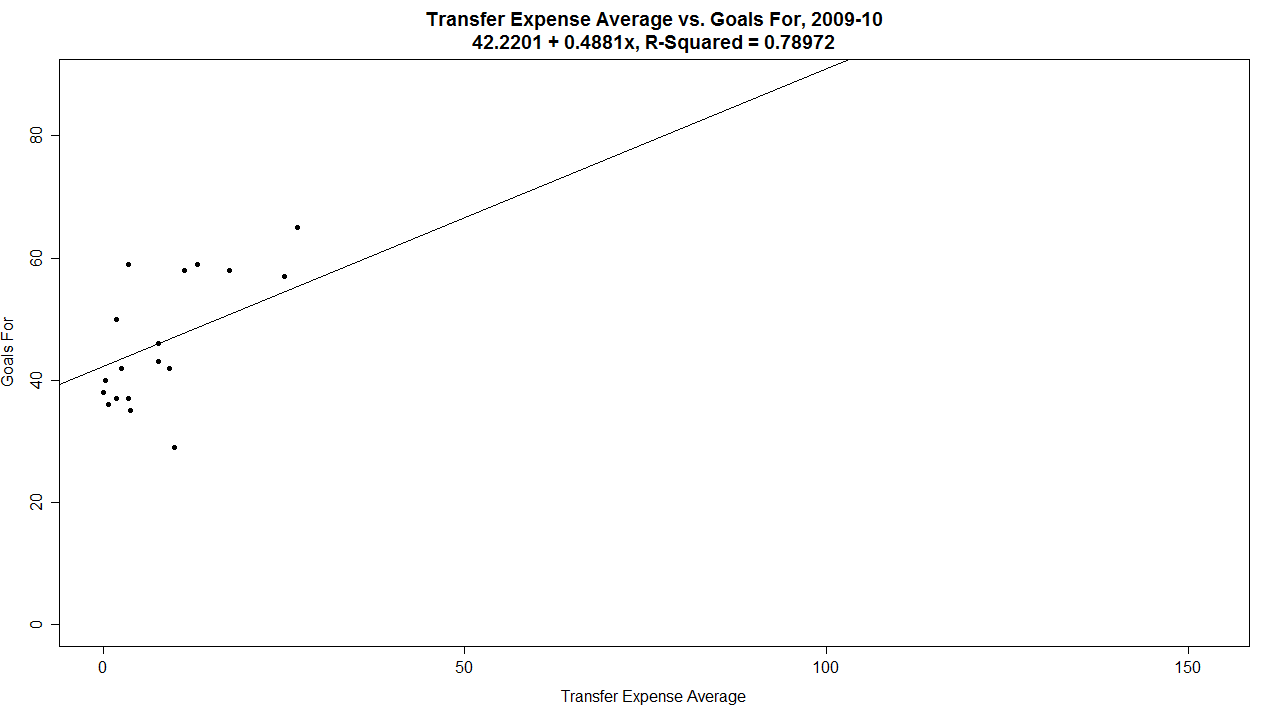 Transfer Expense Average vs. Goals For, 2009-10
42.2201 + 0.4881x, R-Squared = 0.78972
Goals For
80
60
40
20
0
0 50 100 150
Transfer Expense Average